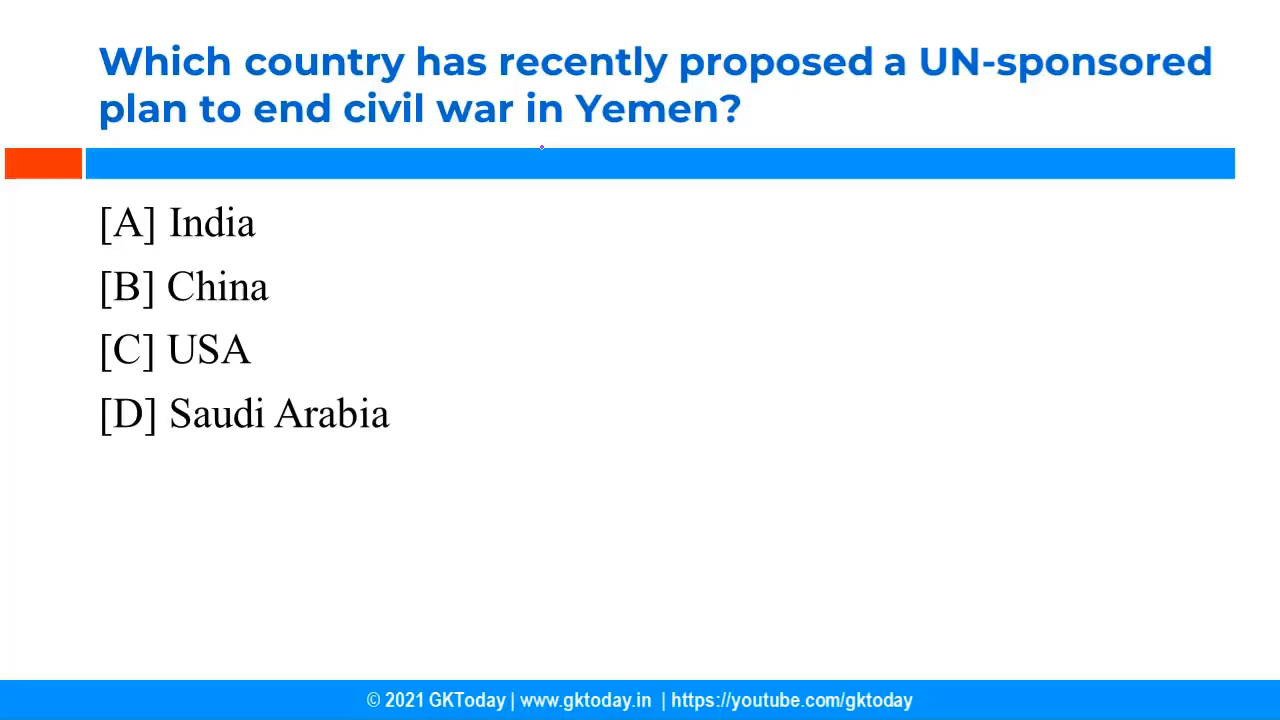 Which country has recently proposed a UN-sponsored
plan to end civil war in Yemen?
[A] India
[B] China
[C] USA
[D] Saudi Arabia
© 2021 GKToday | www.gktoday.in | https://youtube.com/gktoday